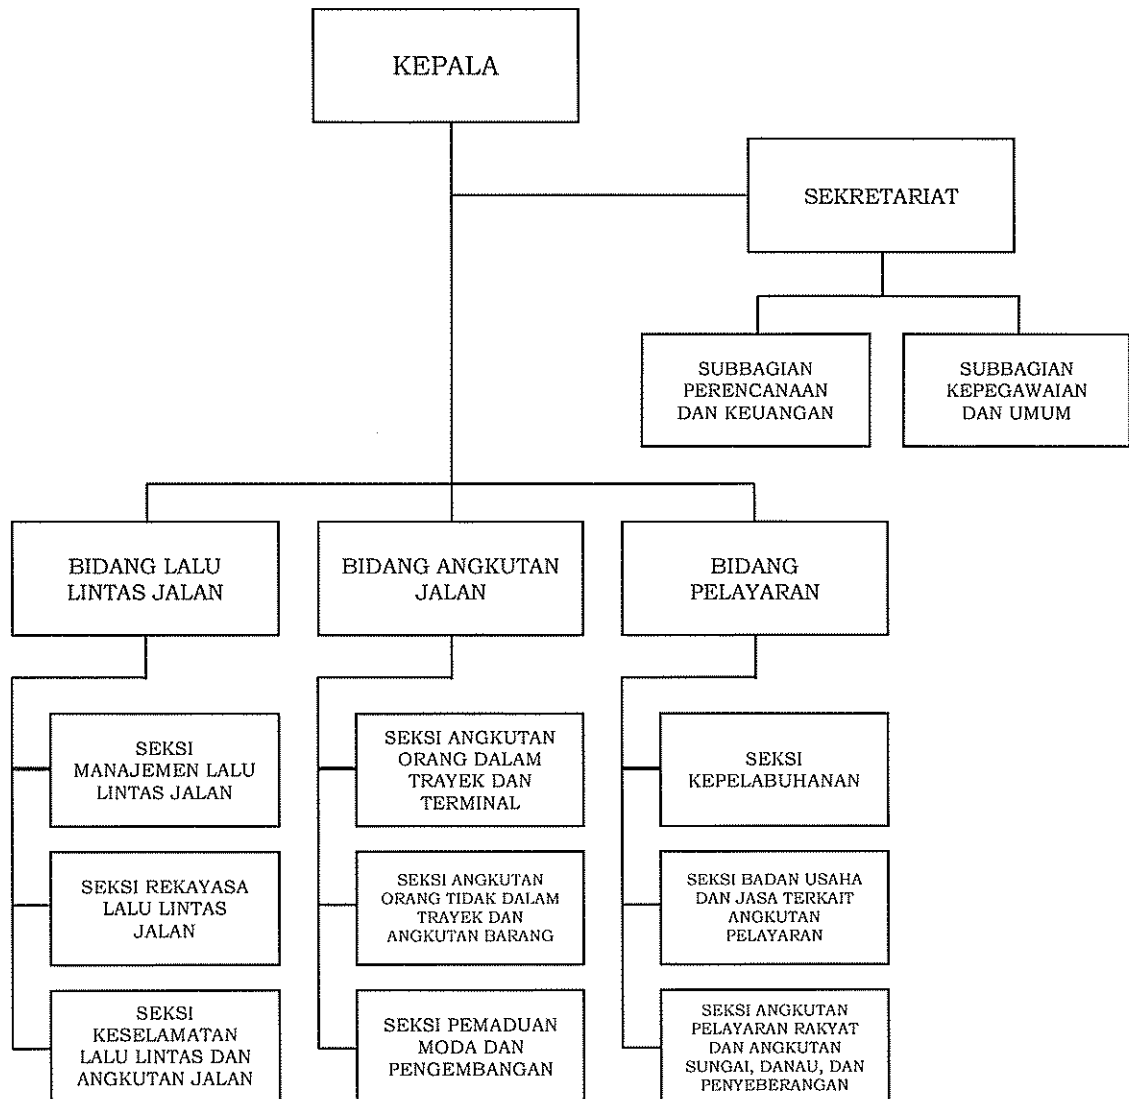 KEPALA
SEKRETARIAT
SUBBAGIAN
PERENCANAAN
DAN KEUANGAN
SUBBAGIAN
KEPEGAWAIAN
DAN UMUM
BIDANG LALU
LINTAS JALAN
BIDANG ANGKUTAN
JALAN
BIDANG
PELAYARAN
SEKSI
MANAJEMEN LALU
LINTAS JALAN
SEKSI ANGKUTAN
ORANG DALAM
TRAYEK DAN
TERMINAL
SEKSI
KEPELABUHANAN
SEKSI REKAYASA
LALU LINTAS
JALAN
SEKSI ANGKUTAN
ORANG TIDAK DALAM
TRAYEK DAN
ANGKUTAN BARANG
SEKSI BADAN USAHA
DAN JASA TERKAIT
ANGKUTAN
PELAYARAN
SEKSI
KESELAMATAN
LALU LINTAS DAN
ANGKUTAN JALAN
SEKSI PEMADUAN
MODA DAN
PENGEMBANGAN
SEKSI ANGKUTAN
PELAYARAN RAKYAT
DAN ANGKUTAN
SUNGAI, DANAU, DAN
PENYEBERANGAN